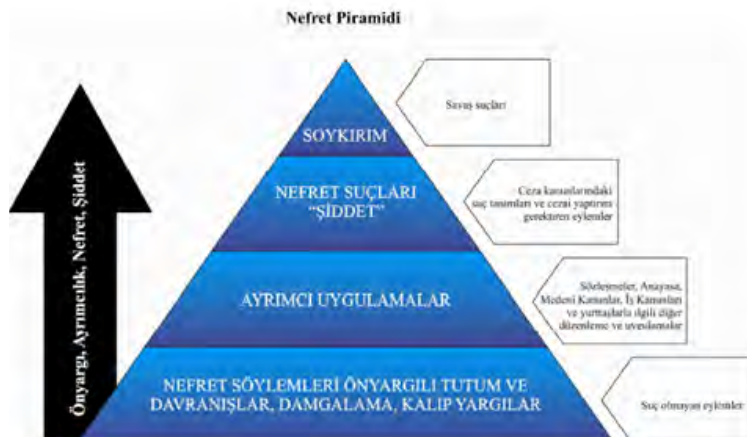 Nefret Piramidi
Önyargı, Ayrımcılık, Nefret, Şiddet
SOYKIRIM
Savaş suçları
NEFRET SUÇLARI
“ŞİDDET”
Ceza kanunlarındaki
suç tanımları ve cezai yaptırım
gerektiren eylemler
AYRIMCI UYGULAMALAR
Sözleşmeler, Anayasa,
Medeni Kanunlar, İş Kanunları
ve yurttaşlarla ilgili diğer
düzenleme ve uygulamalar
NEFRET SÖYLEMLERİ ÖNYARGILI TUTUM VE
DAVRANIŞLAR, DAMGALAMA, KALIP YARGILAR
Suç olmayan eylemler